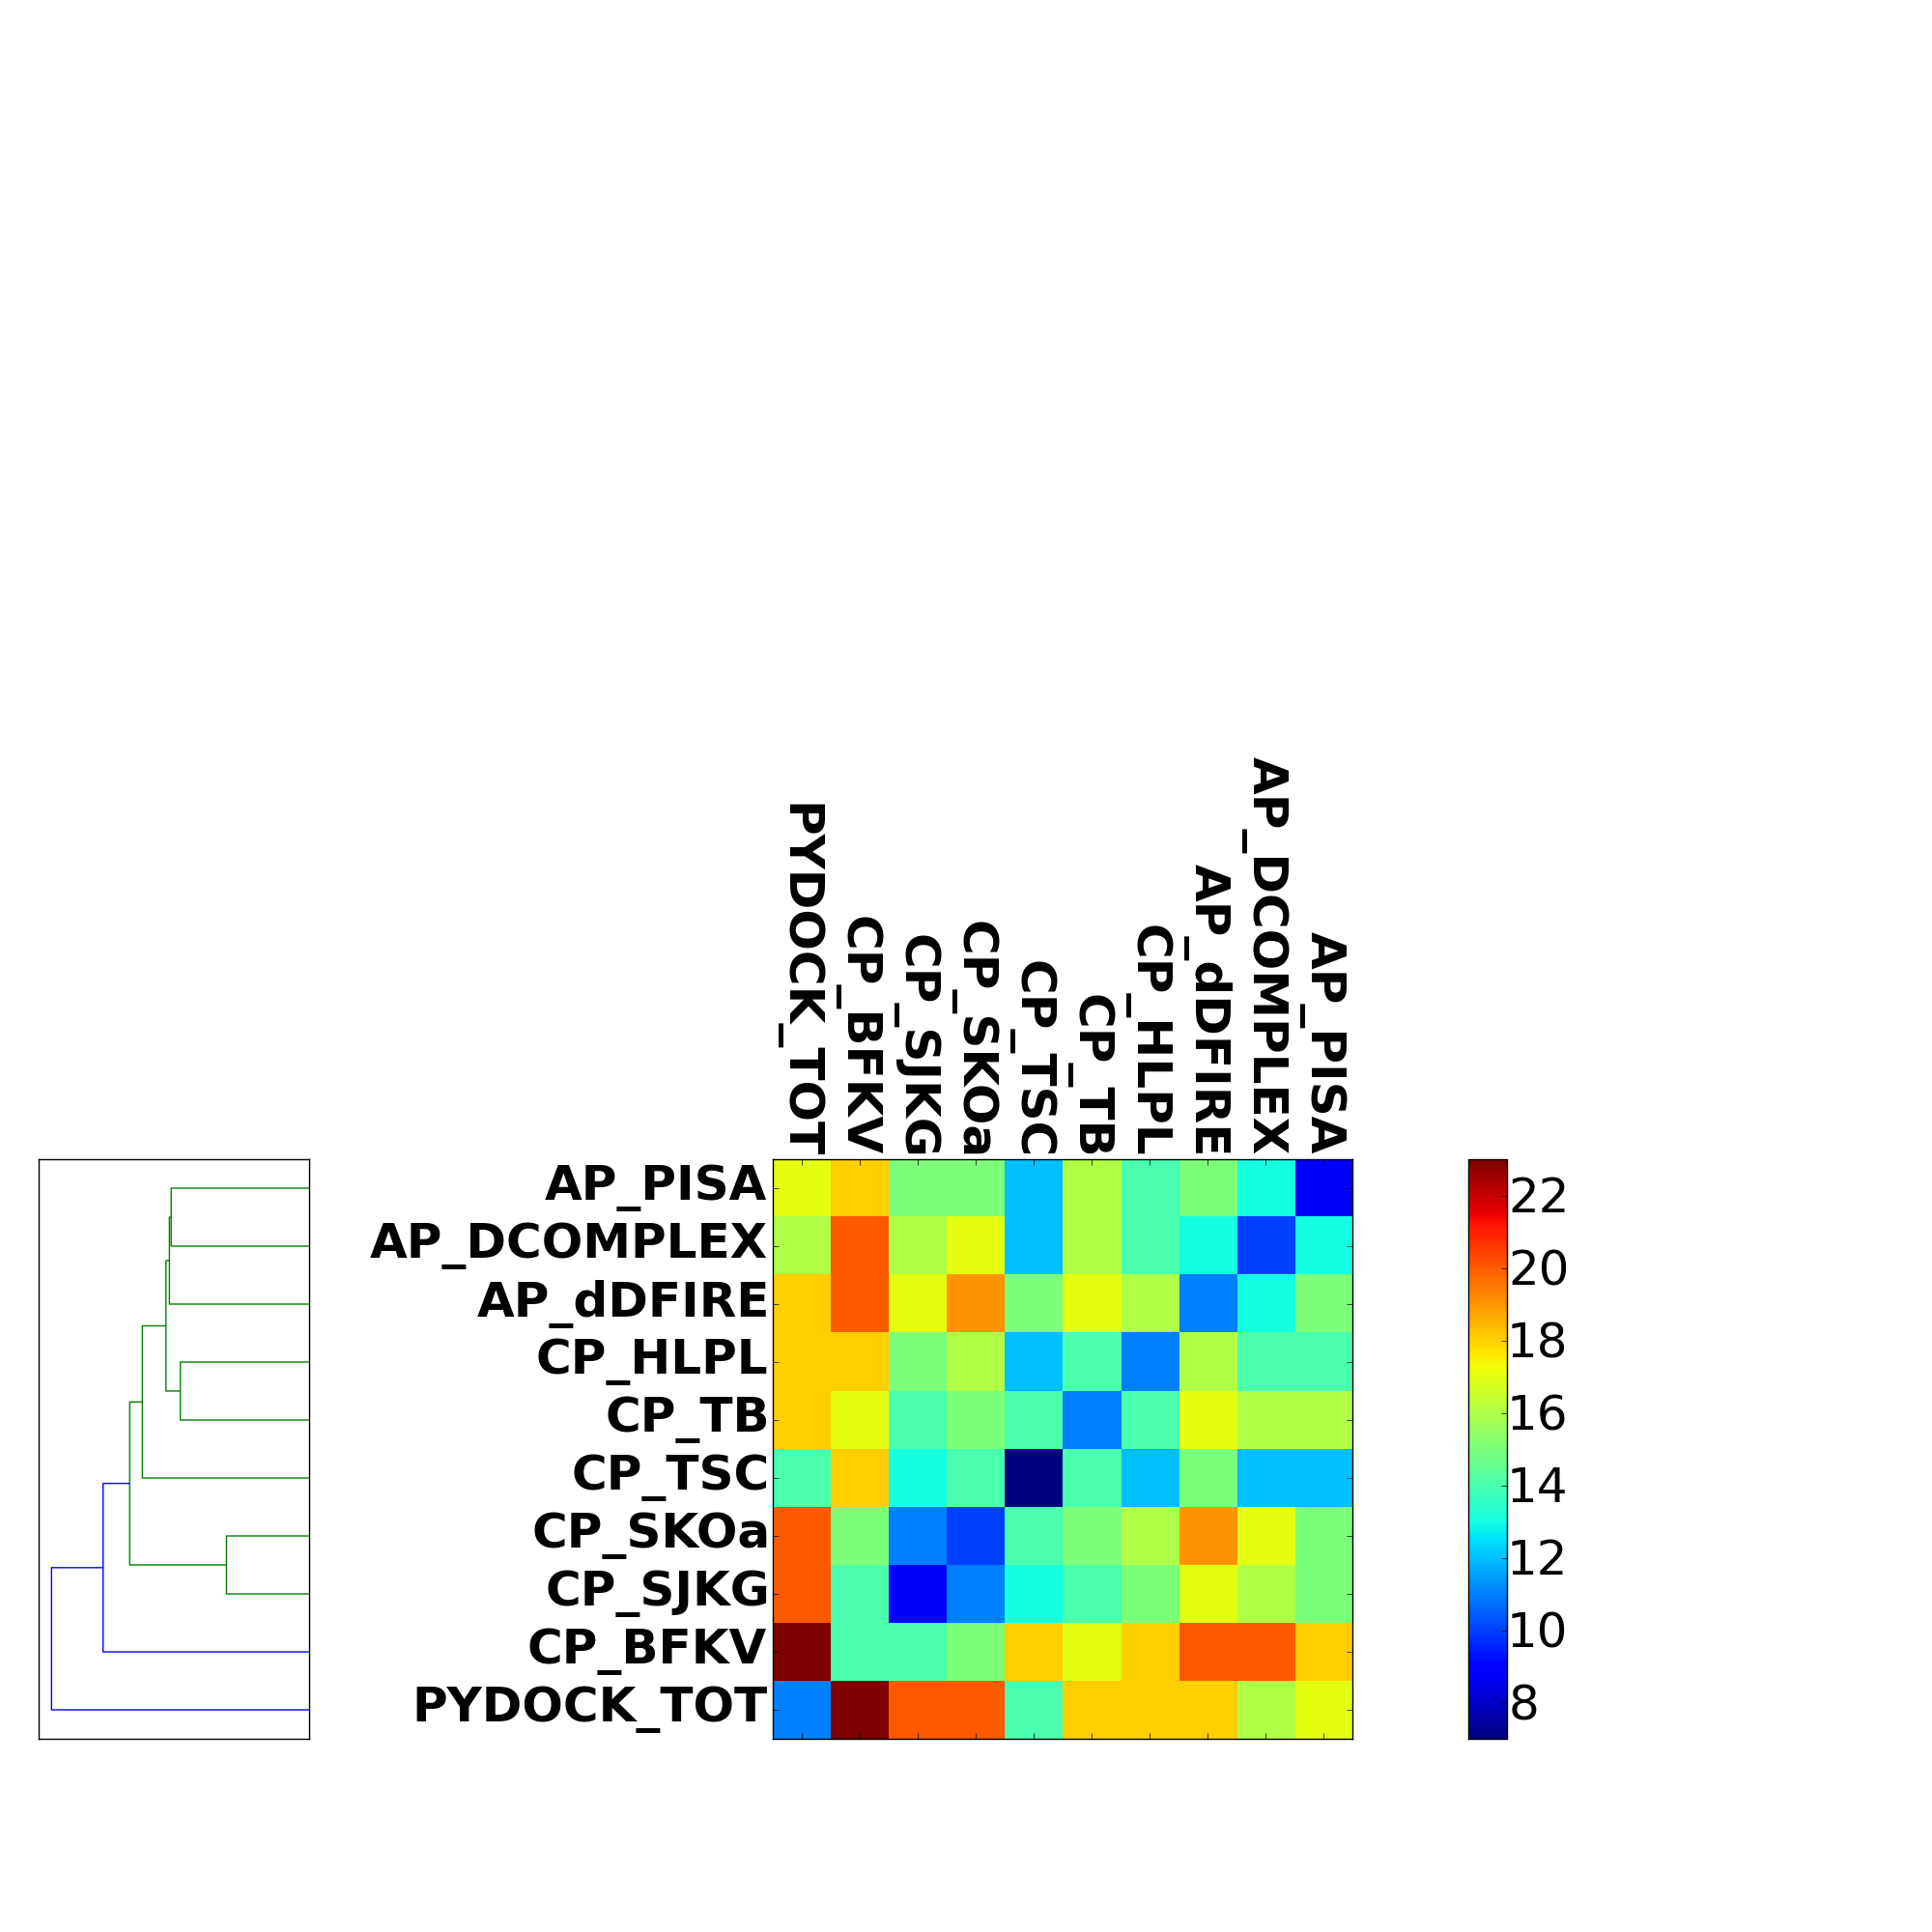 PYDOCK_TOT
CP_BFKV
CP_SJKG
CP_SKOa
CP_TSC
CP_TB
CP_HLPL
AP_dDFIRE
AP_DCOMPLEX
AP_PISA
AP_PISA
AP_DCOMPLEX
AP_dDFIRE
CP_HLPL
CP_TB
CP_TSC
CP_SKOa
CP_SJKG
CP_BFKV
PYDOCK_TOT
22
20
18
16
14
12
10
8